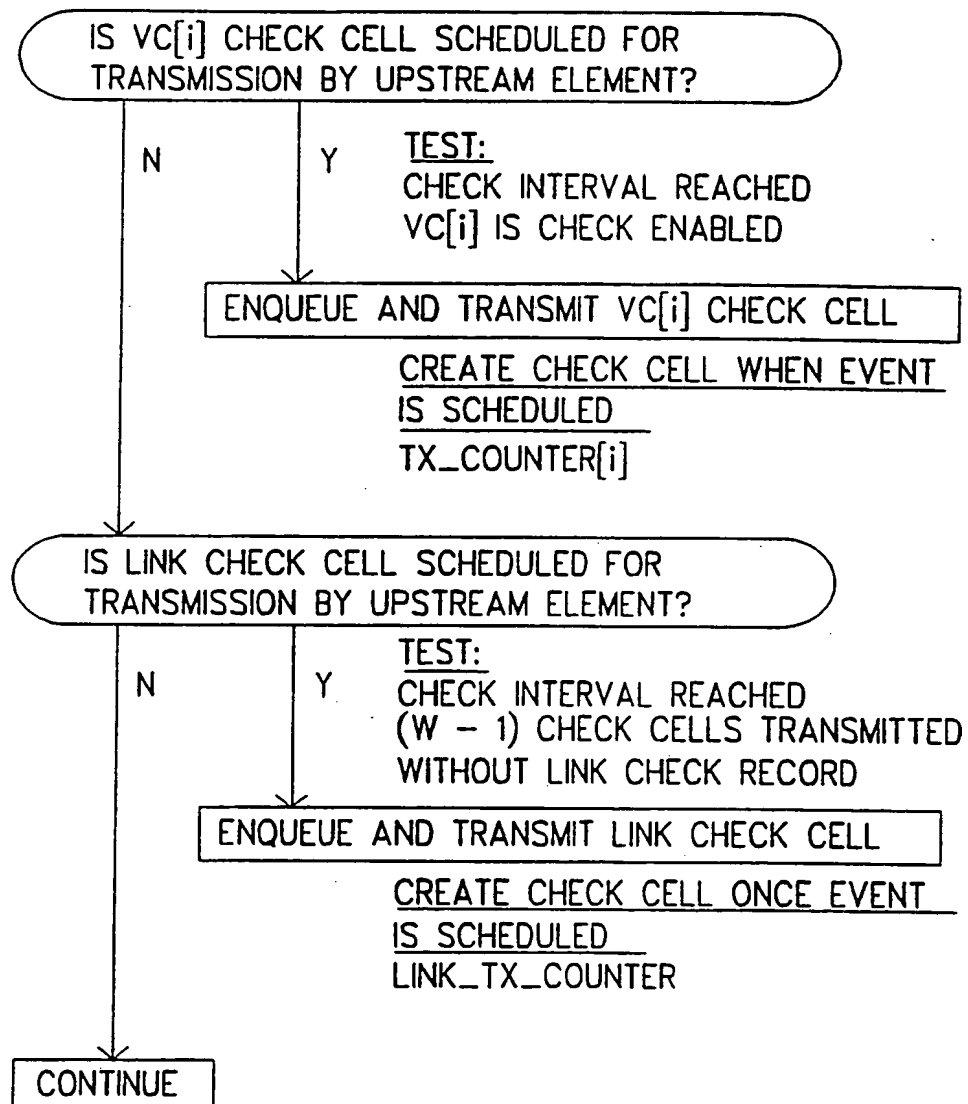 IS VC[i] CHECK CELL SCHEDULED FOR
TRANSMISSION BY UPSTREAM ELEMENT?
N
Y
TEST:
CHECK INTERVAL REACHED
VC[i] IS CHECK ENABLED
ENQUEUE AND TRANSMIT VC[i] CHECK CELL
CREATE CHECK CELL WHEN EVENT
IS SCHEDULED
TX_COUNTER[i]
IS LINK CHECK CELL SCHEDULED FOR
TRANSMISSION BY UPSTREAM ELEMENT?
N
Y
TEST:
CHECK INTERVAL REACHED
(W – 1) CHECK CELLS TRANSMITTED
WITHOUT LINK CHECK RECORD
ENQUEUE AND TRANSMIT LINK CHECK CELL
CREATE CHECK CELL ONCE EVENT
IS SCHEDULED
LINK_TX_COUNTER
CONTINUE